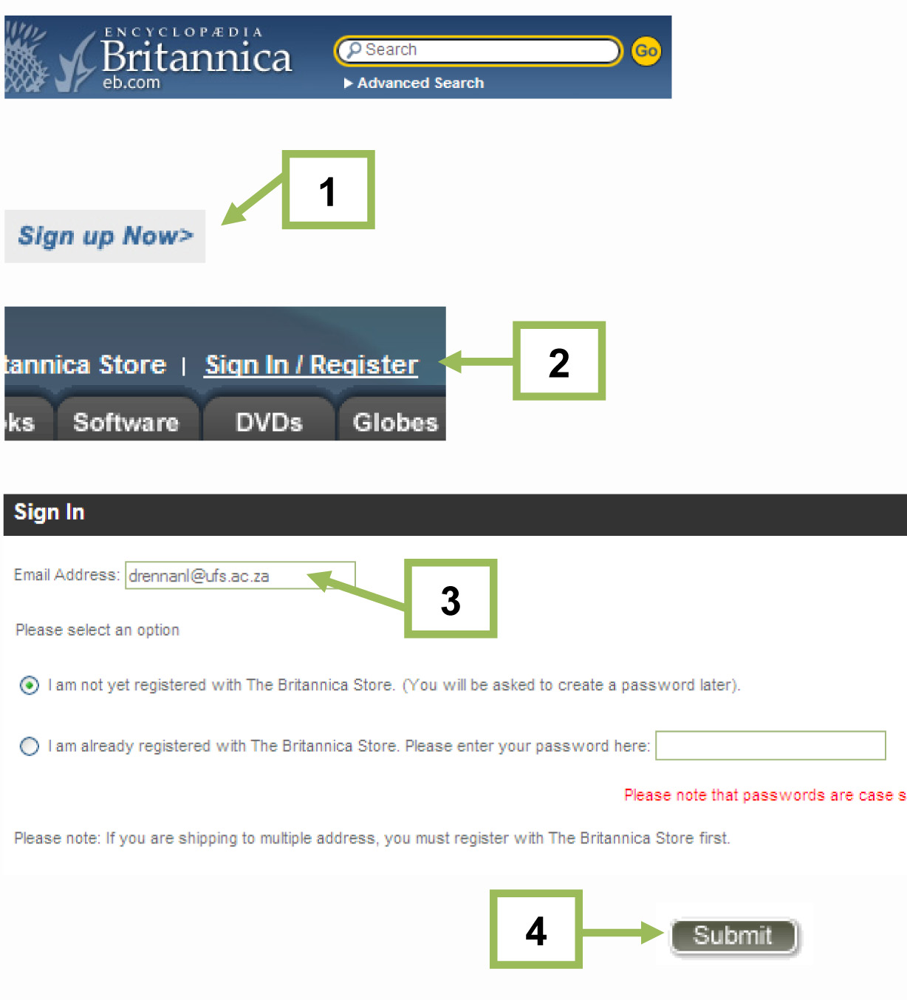 ENCYCLOPÆDIA
Britannica
eb.com
Search
Go
Advanced Search
1
Sign up Now>
tannica Store | Sign In / Register
2
ks Software DVDs Globes
Sign In
Email Address: drennanl@ufs.ac.za
3
Please select an option
I am not yet registered with The Britannica Store. (You will be asked to create a password later).
I am already registered with The Britannica Store. Please enter your password here:
Please note that passwords are case s
Please note: If you are shipping to multiple address, you must register with The Britannica Store first.
4
Submit